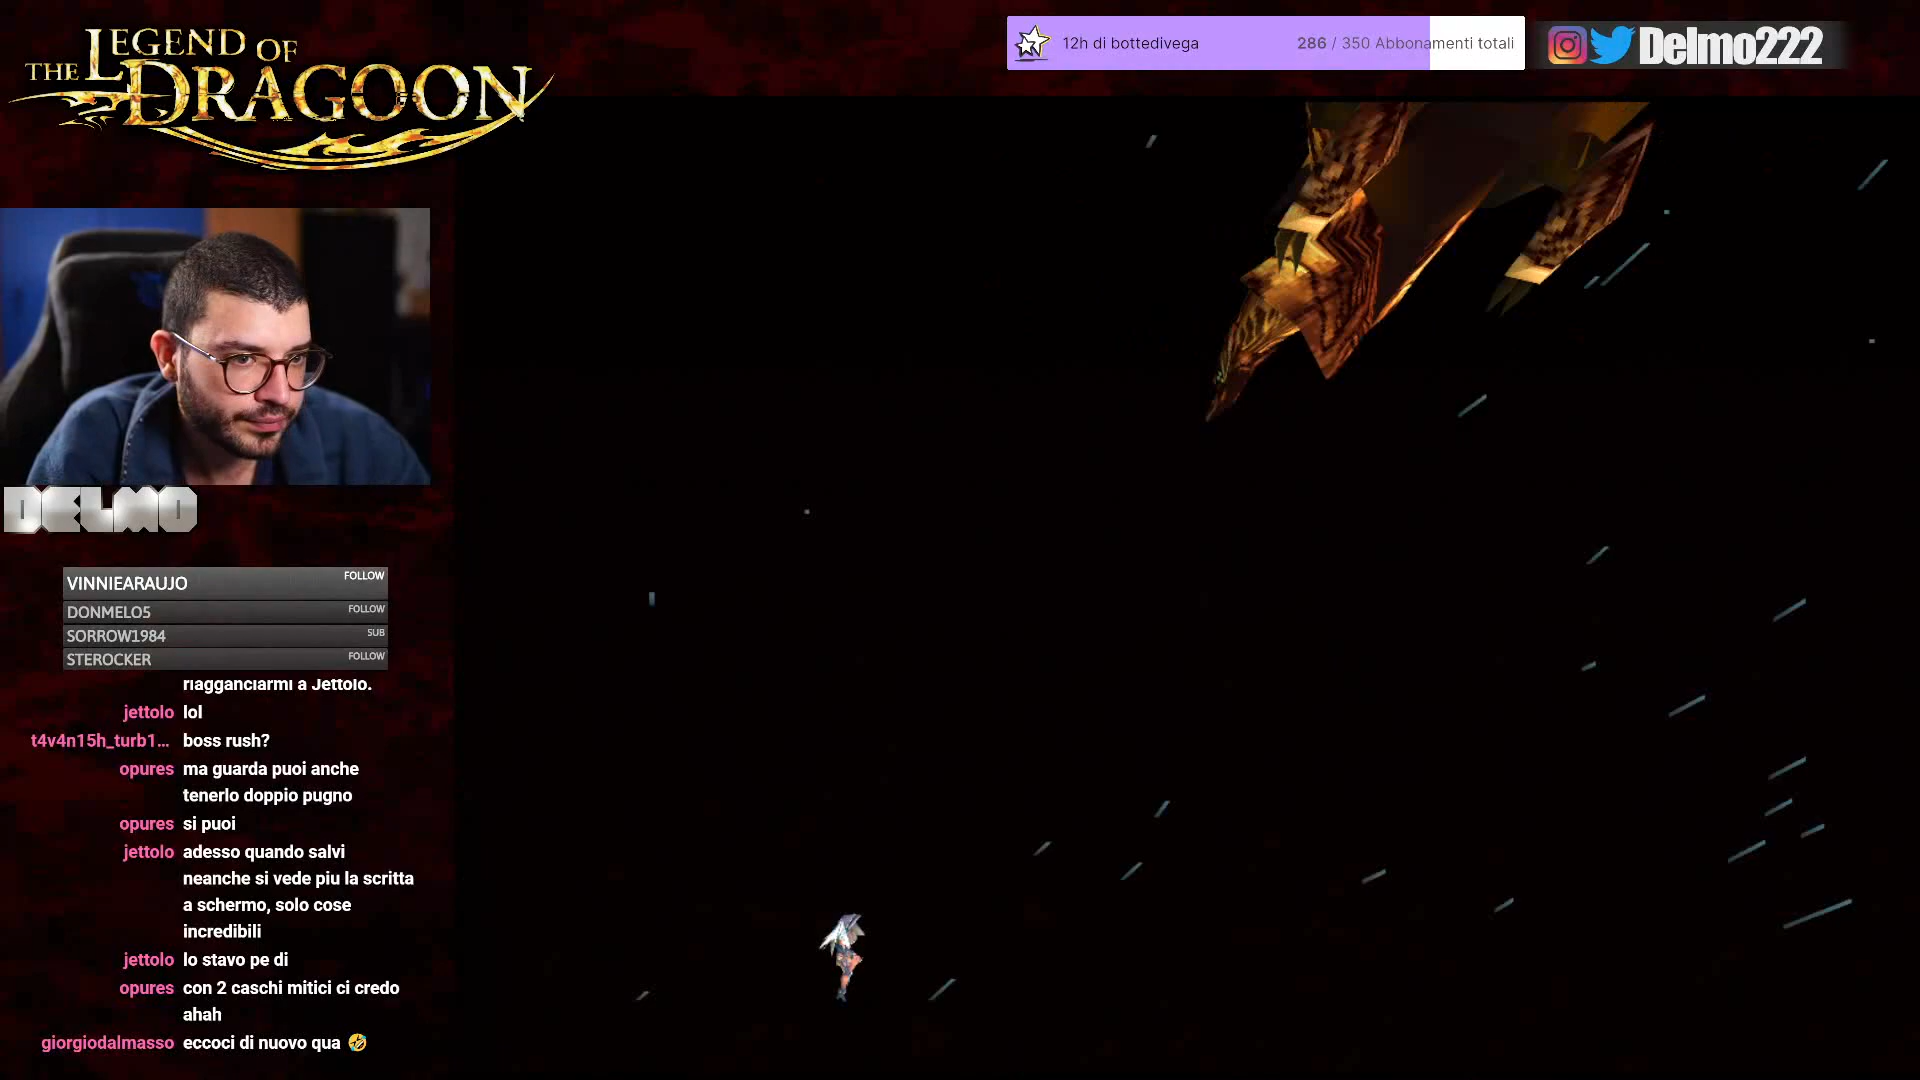 THE LEGEND OF
DRAGOON
12h di bottedivega 286 / 350 Abbonamenti totali
Delmo222
DELMO
VINNIEARAUJO FOLLOW
DONMELO5 FOLLOW
SORROW1984 SUB
STEROCKER FOLLOW
riagganciarmi a Jettolo.
jettolo lol
t4v4n15h_turb1... boss rush?
opures ma guarda puoi anche
tenerlo doppio pugno
opures si puoi
jettolo adesso quando salvi
neanche si vede piu la scritta
a schermo, solo cose
incredibili
jettolo lo stavo pe di
opures con 2 caschi mitici ci credo
ahah
giorgiodalmasso eccoci di nuovo qua 🤣